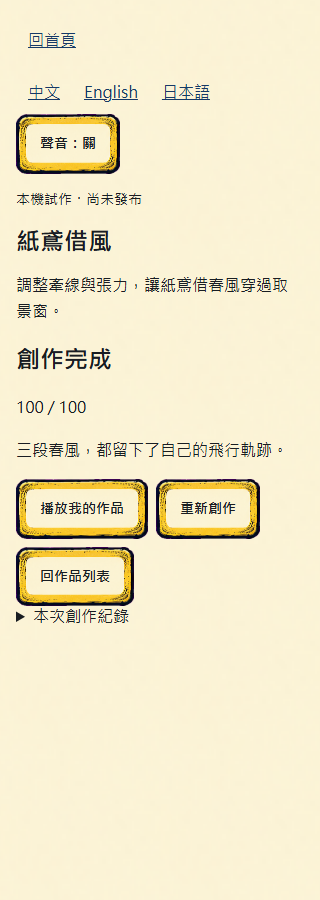 回首頁
中文 English 日本語
聲音：關
本機試作・尚未發布
紙鳶借風
調整牽線與張力，讓紙鳶借春風穿過取
景窗。
創作完成
100 / 100
三段春風，都留下了自己的飛行軌跡。
播放我的作品 重新創作
回作品列表
▶ 本次創作紀錄